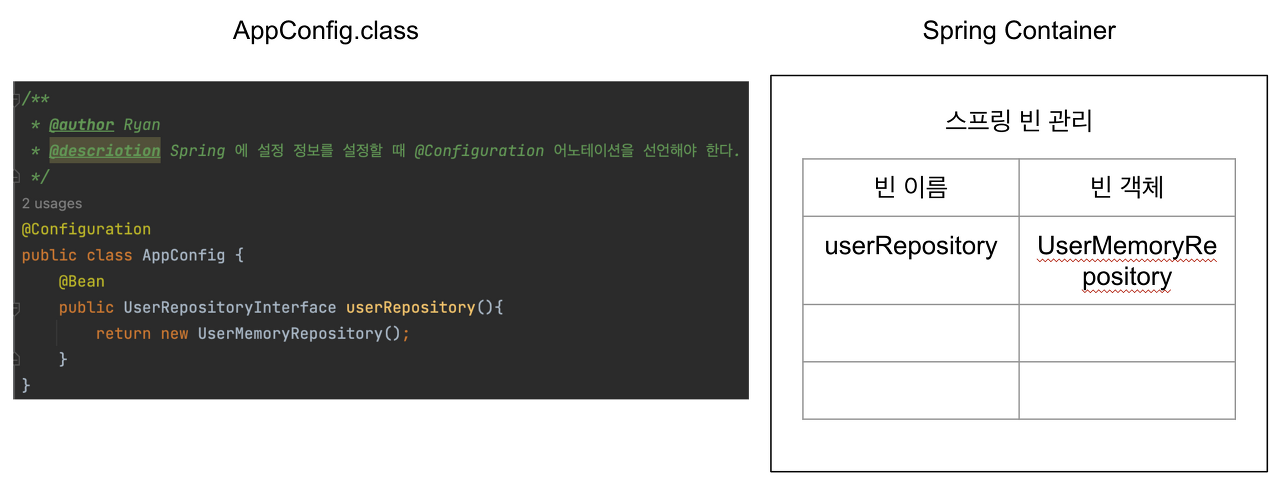 AppConfig.class
/**
 * @author Ryan
 * @descriotion Spring 에 설정 정보를 설정할 때 @Configuration 어노테이션을 선언해야 한다.
 */
2 usages
@Configuration
public class AppConfig {
    @Bean
    public UserRepositoryInterface userRepository(){
        return new UserMemoryRepository();
    }
}
Spring Container
스프링 빈 관리
빈 이름
빈 객체
userRepository
UserMemoryRe
pository